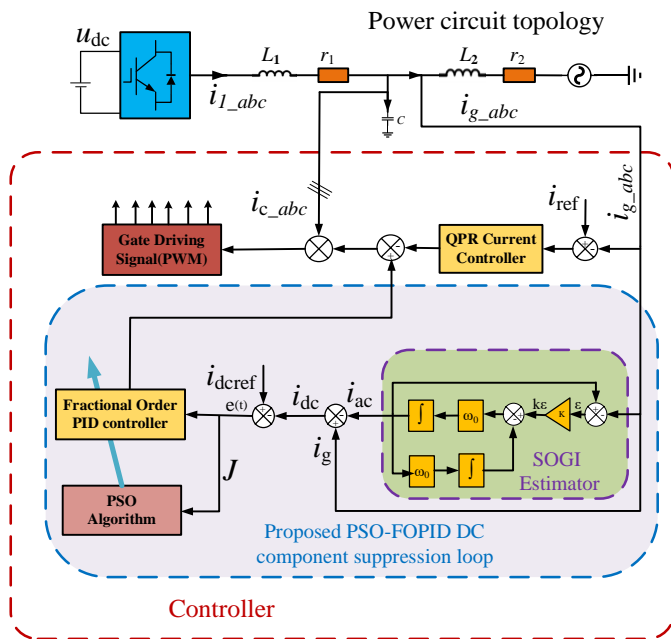 Power circuit topology
u_dc
L1
r1
L2
r2
i_1_abc
C
i_g_abc
i_c_abc
i_ref
i_g_abc
Gate Driving
Signal(PWM)
QPR Current
Controller
i_dcref
e(t)
i_dc
i_ac
i_g
Fractional Order
PID controller
∫
ω0
kε
K
ε
ω0
∫
SOGI
Estimator
J
PSO
Algorithm
Proposed PSO-FOPID DC
component suppression loop
Controller